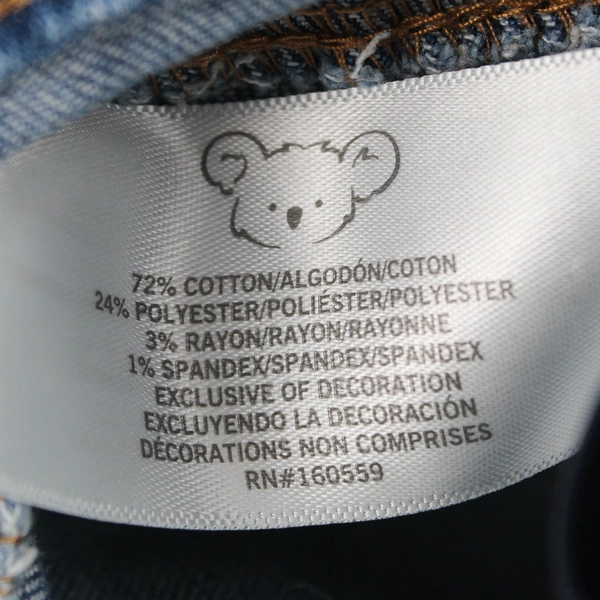 72% COTTON/ALGODÓN/COTON
24% POLYESTER/POLIÉSTER/POLYESTER
3% RAYON/RAYON/RAYONNE
1% SPANDEX/SPANDEX/SPANDEX
EXCLUSIVE OF DECORATION
EXCLUYENDO LA DECORACIÓN
DÉCORATIONS NON COMPRISES
RN#160559